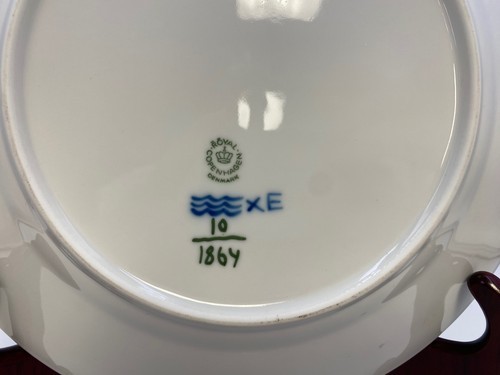 ROYAL
COPENHAGEN
DENMARK
XE
10
1864